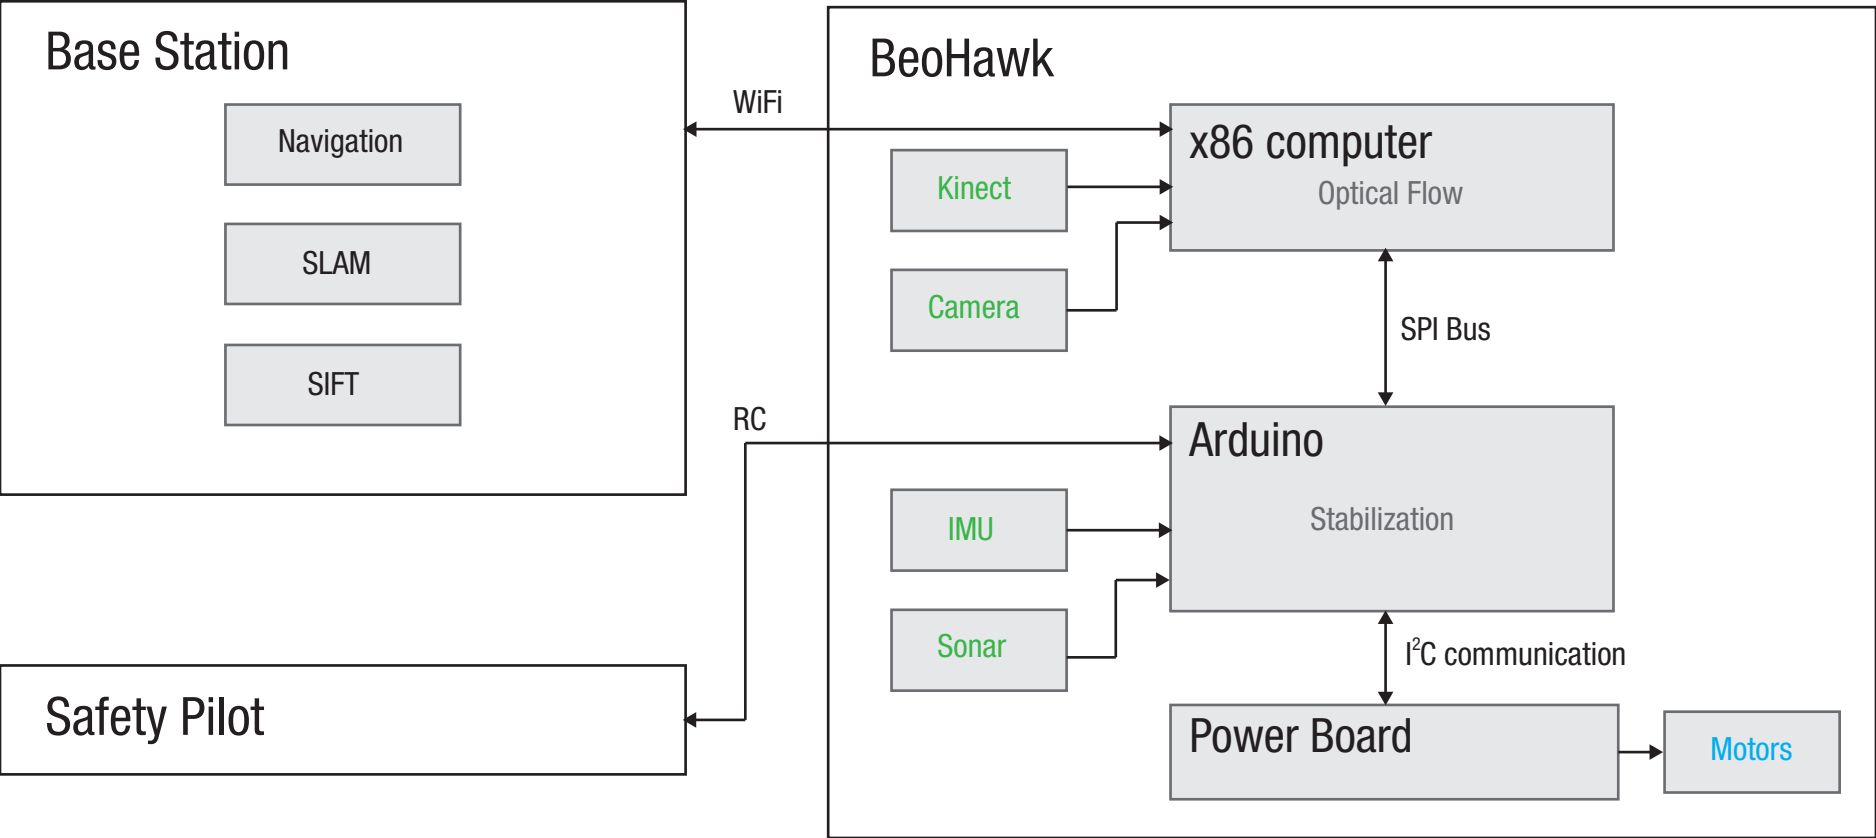 Base Station
Navigation
SLAM
SIFT
WiFi
RC
Safety Pilot
BeoHawk
x86 computer
Optical Flow
Kinect
Camera
SPI Bus
Arduino
Stabilization
IMU
Sonar
I²C communication
Power Board
Motors